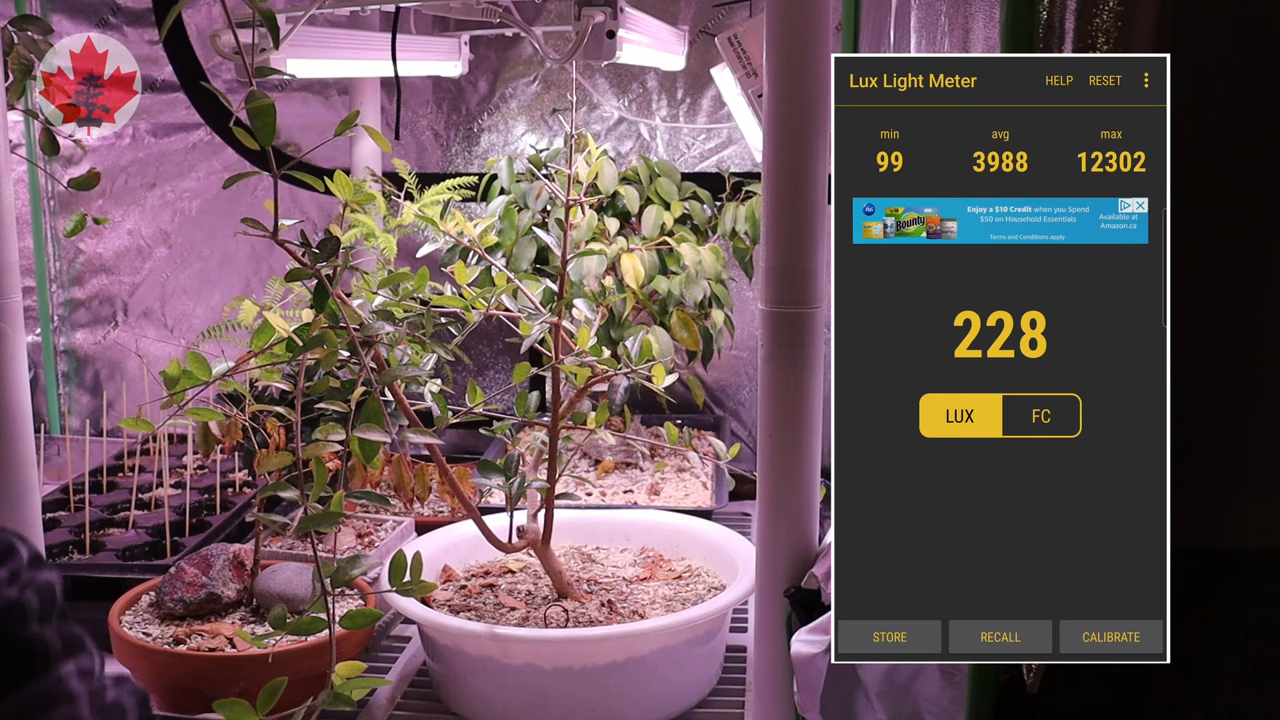 Lux Light Meter
HELP RESET
min avg max
99 3988 12302
Enjoy a $10 Credit when you Spend
$50 on Household Essentials
Terms and Conditions apply
Available at
Amazon.ca
P&G
Bounty
228
LUX FC
STORE RECALL CALIBRATE